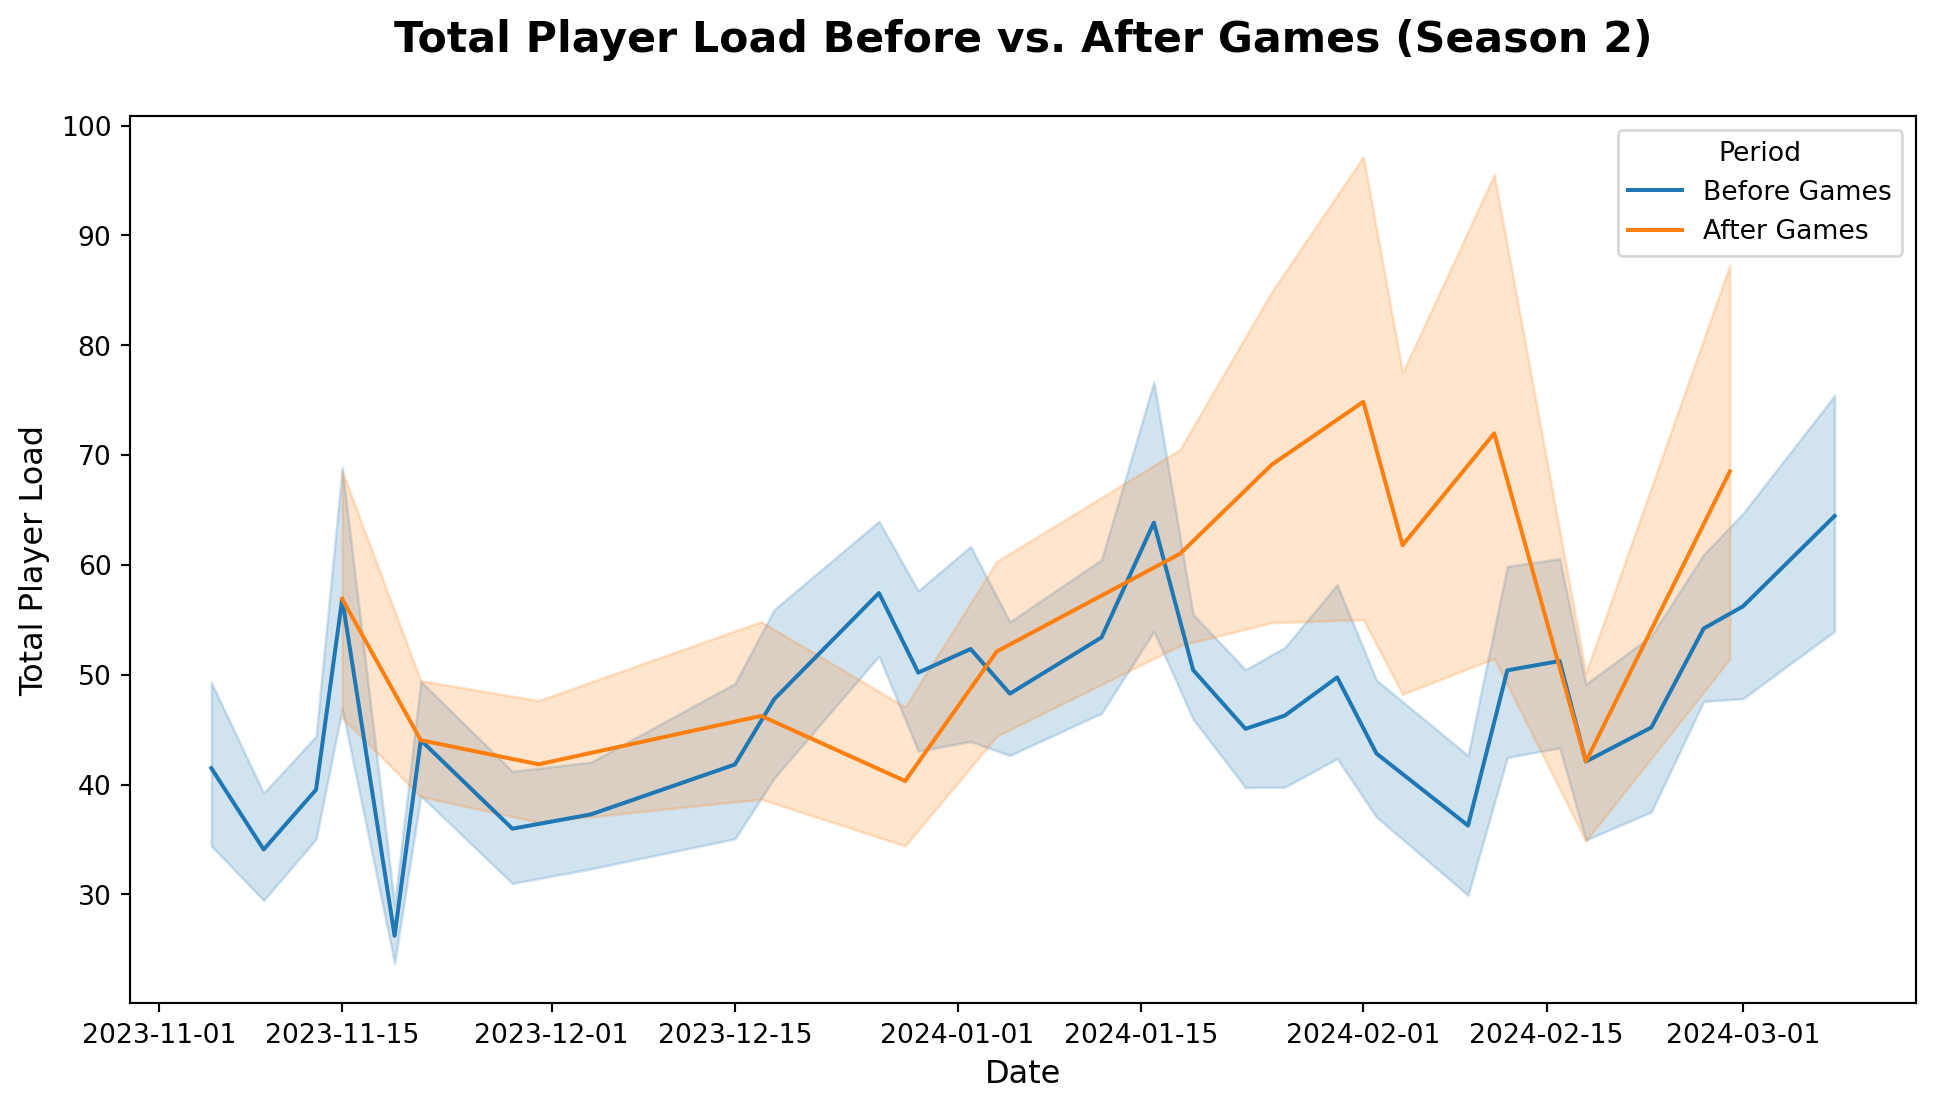 Total Player Load Before vs. After Games (Season 2)
Period
Before Games
After Games
Total Player Load
100
90
80
70
60
50
40
30
2023-11-01
2023-11-15
2023-12-01
2023-12-15
2024-01-01
2024-01-15
2024-02-01
2024-02-15
2024-03-01
Date